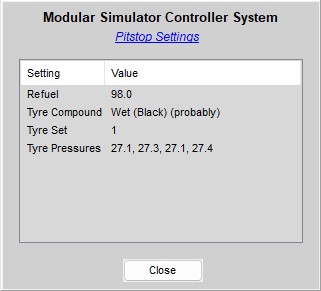 Modular Simulator Controller System
Pitstop Settings
Setting Value
Refuel 98.0
Tyre Compound Wet (Black) (probably)
Tyre Set 1
Tyre Pressures 27.1, 27.3, 27.1, 27.4
Close